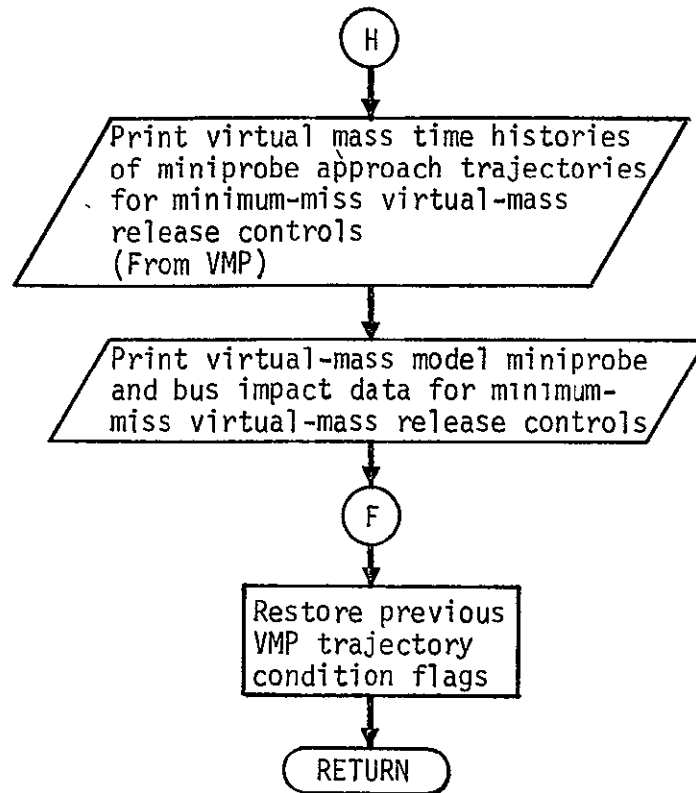 H
Print virtual mass time histories
of miniprobe approach trajectories
for minimum-miss virtual-mass
release controls
(From VMP)
Print virtual-mass model miniprobe
and bus impact data for minimum-
miss virtual-mass release controls
F
Restore previous
VMP trajectory
condition flags
RETURN